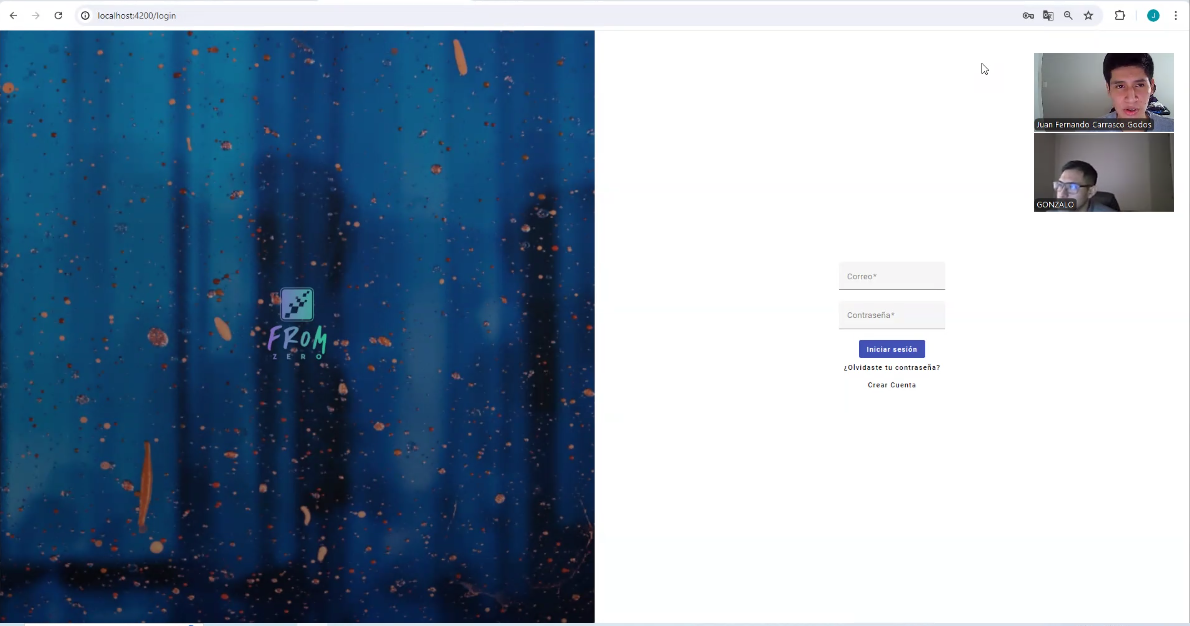 localhost:4200/login
J
Juan Fernando Carrasco Godos
GONZALO
FROM
ZERO
Correo*
Contraseña*
Iniciar sesión
¿Olvidaste tu contraseña?
Crear Cuenta